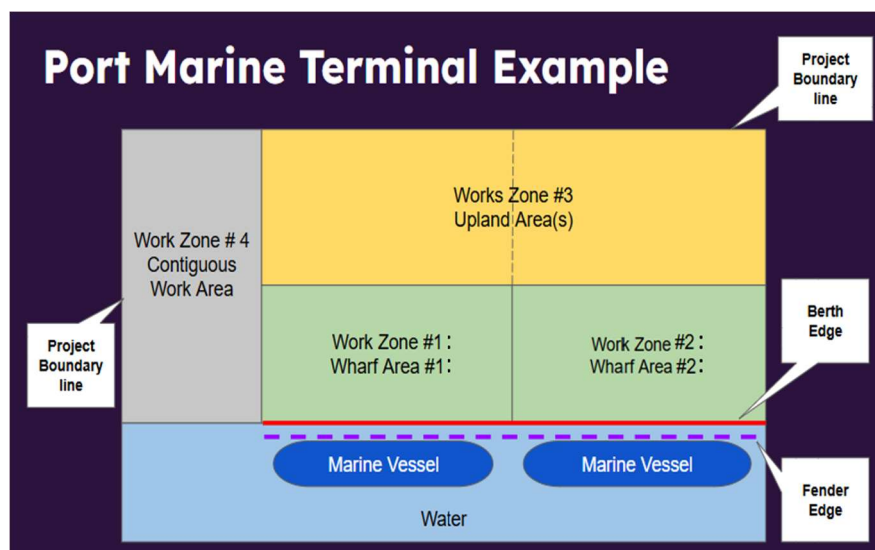 Port Marine Terminal Example
Project
Boundary
line
Works Zone #3
Upland Area(s)
Work Zone # 4
Contiguous
Work Area
Berth
Edge
Project
Boundary
line
Work Zone #1:
Wharf Area #1:
Work Zone #2:
Wharf Area #2:
Marine Vessel
Marine Vessel
Fender
Edge
Water